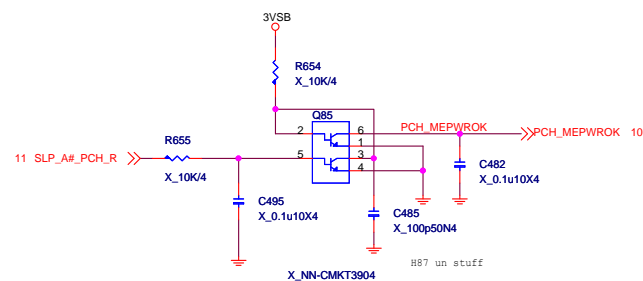 3VSB
R654
X_10K/4
Q85
2 6 PCH_MEPWROK PCH_MEPWROK 10
1
R655
11 SLP_A#_PCH_R 5 3
4
X_10K/4
C482
X_0.1u10X4
C495
X_0.1u10X4
C485
X_100p50N4
H87 un stuff
X_NN-CMKT3904